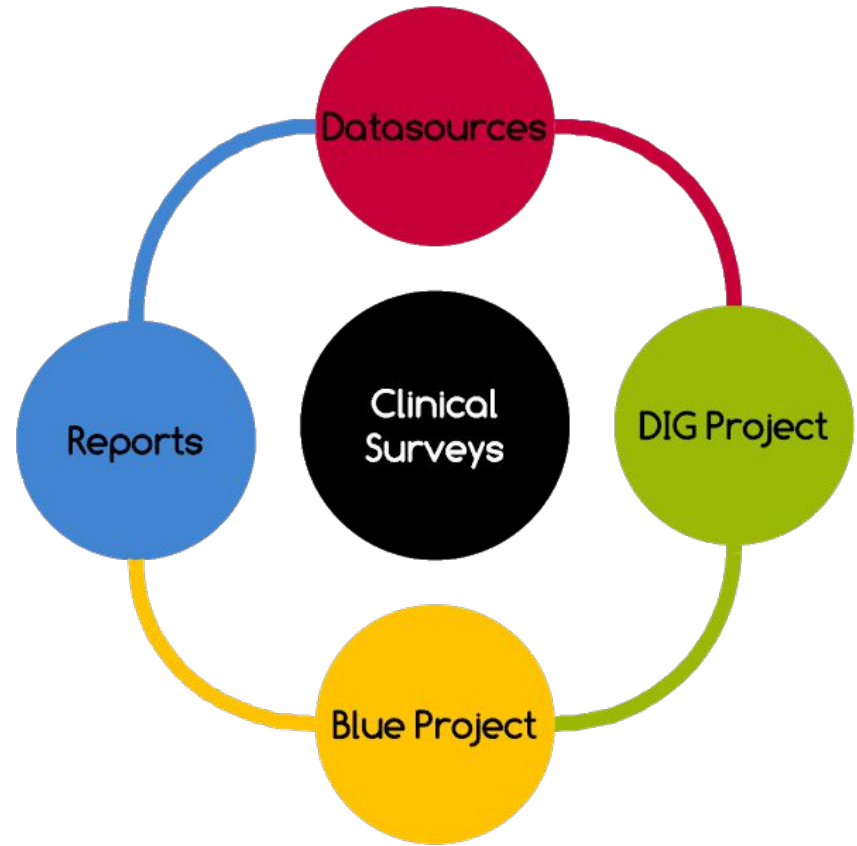 Datasources
Clinical
Surveys
DIG Project
Reports
Blue Project